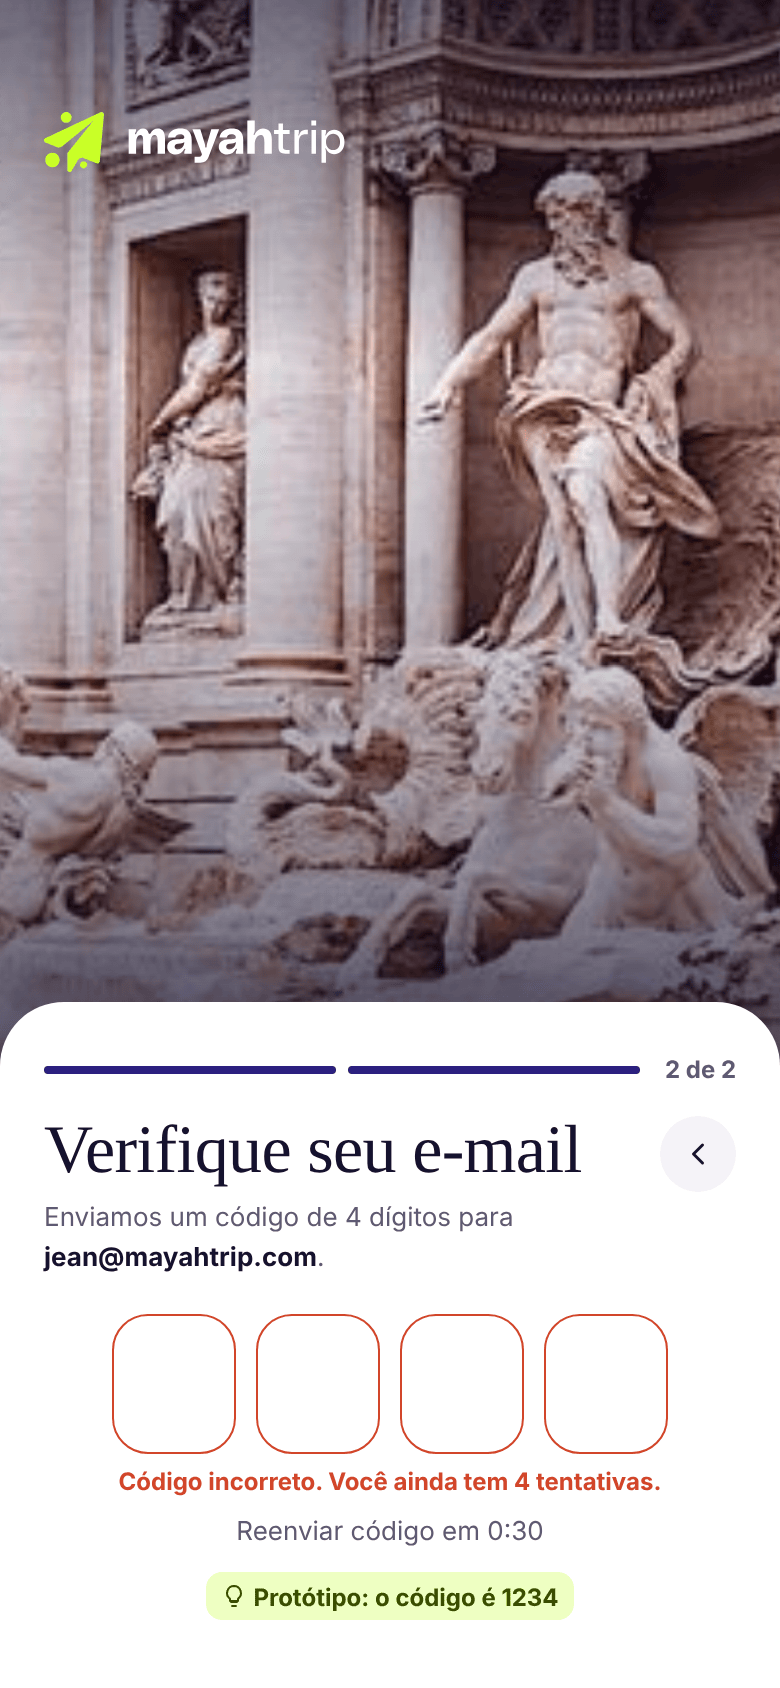 mayahtrip
2 de 2
Verifique seu e-mail
Enviamos um código de 4 dígitos para
jean@mayahtrip.com.
Código incorreto. Você ainda tem 4 tentativas.
Reenviar código em 0:30
Protótipo: o código é 1234